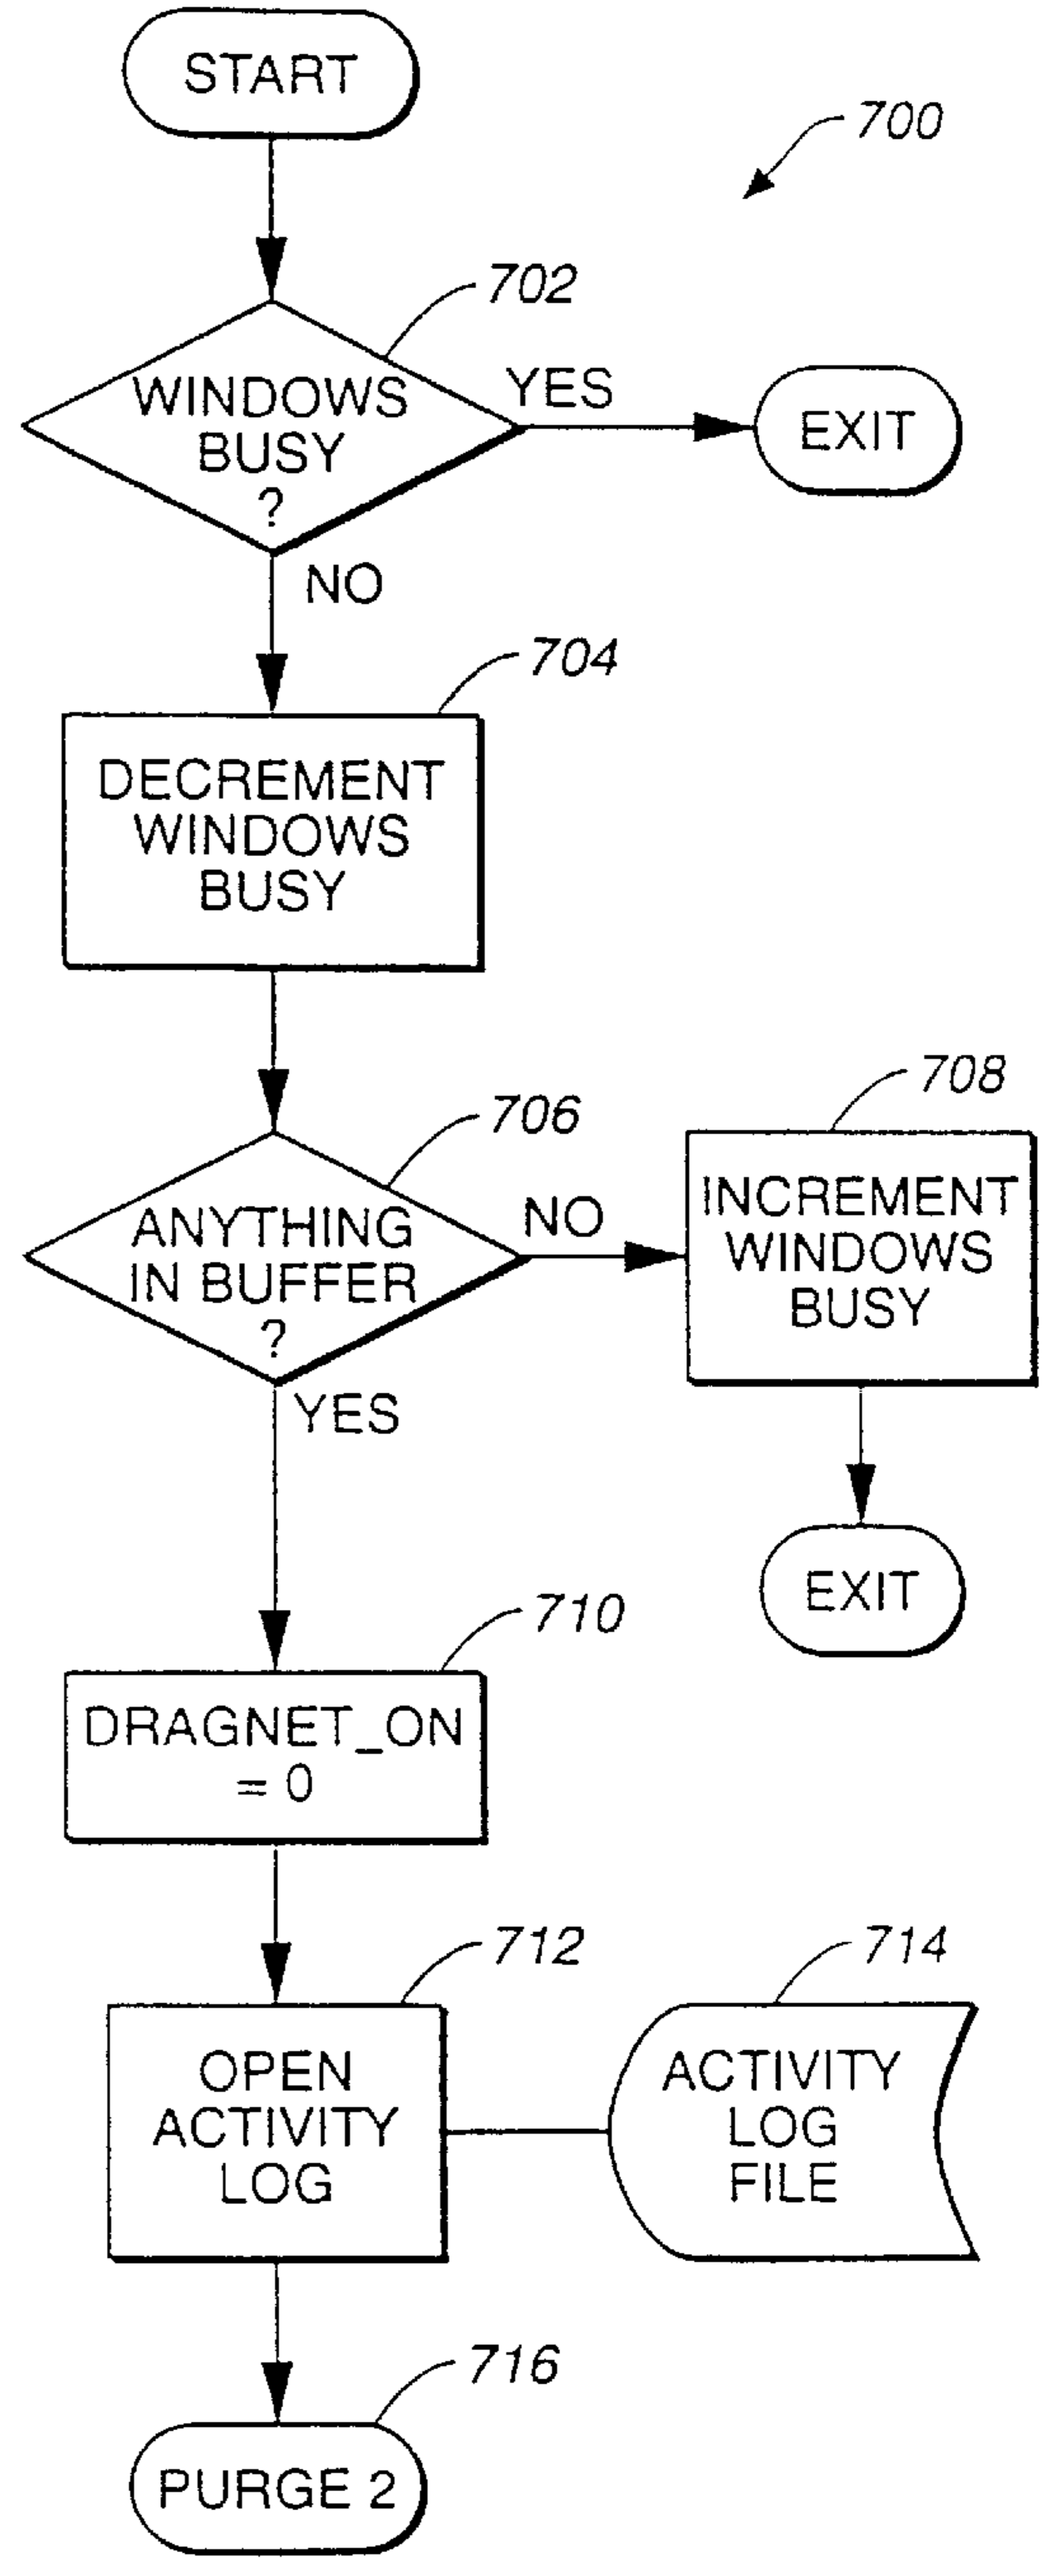 START
700
702
WINDOWS
BUSY
?
YES
EXIT
NO
704
DECREMENT
WINDOWS
BUSY
706
ANYTHING
IN BUFFER
?
NO
708
INCREMENT
WINDOWS
BUSY
EXIT
YES
710
DRAGNET_ON
= 0
712
OPEN
ACTIVITY
LOG
714
ACTIVITY
LOG
FILE
716
PURGE 2